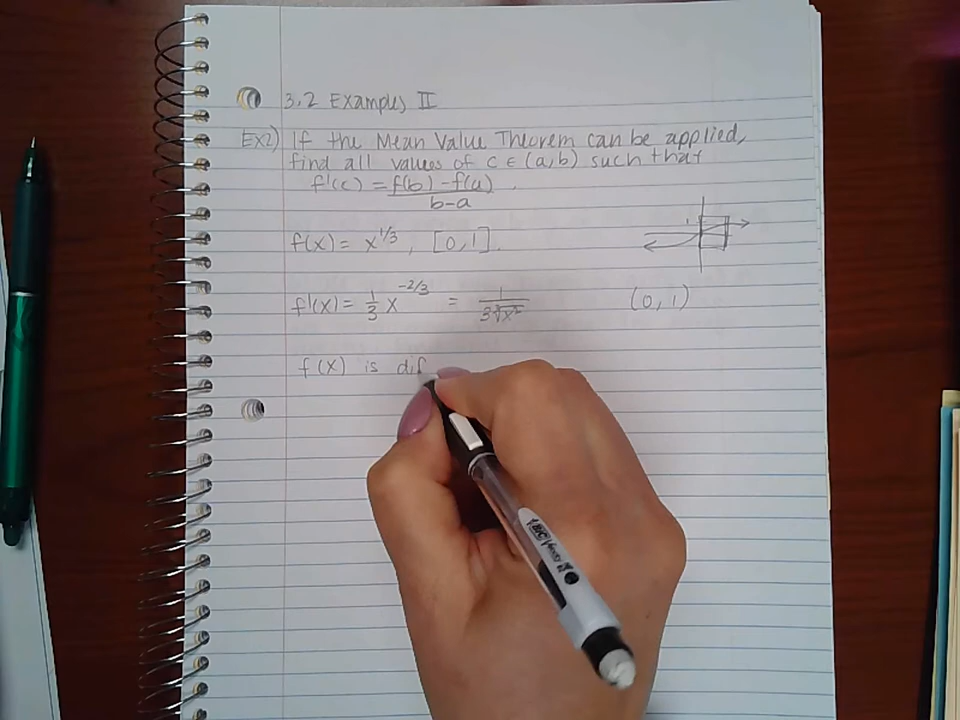 3.2 Examples II
Ex2) If the Mean Value Theorem can be applied,
find all values of c ∈ (a,b) such that
f'(c) = f(b) - f(a) / b-a .
f(x) = x^1/3 , [0,1].
f'(x) = 1/3 x^-2/3 = 1/3∛x² (0,1)
f(x) is dif
BIC